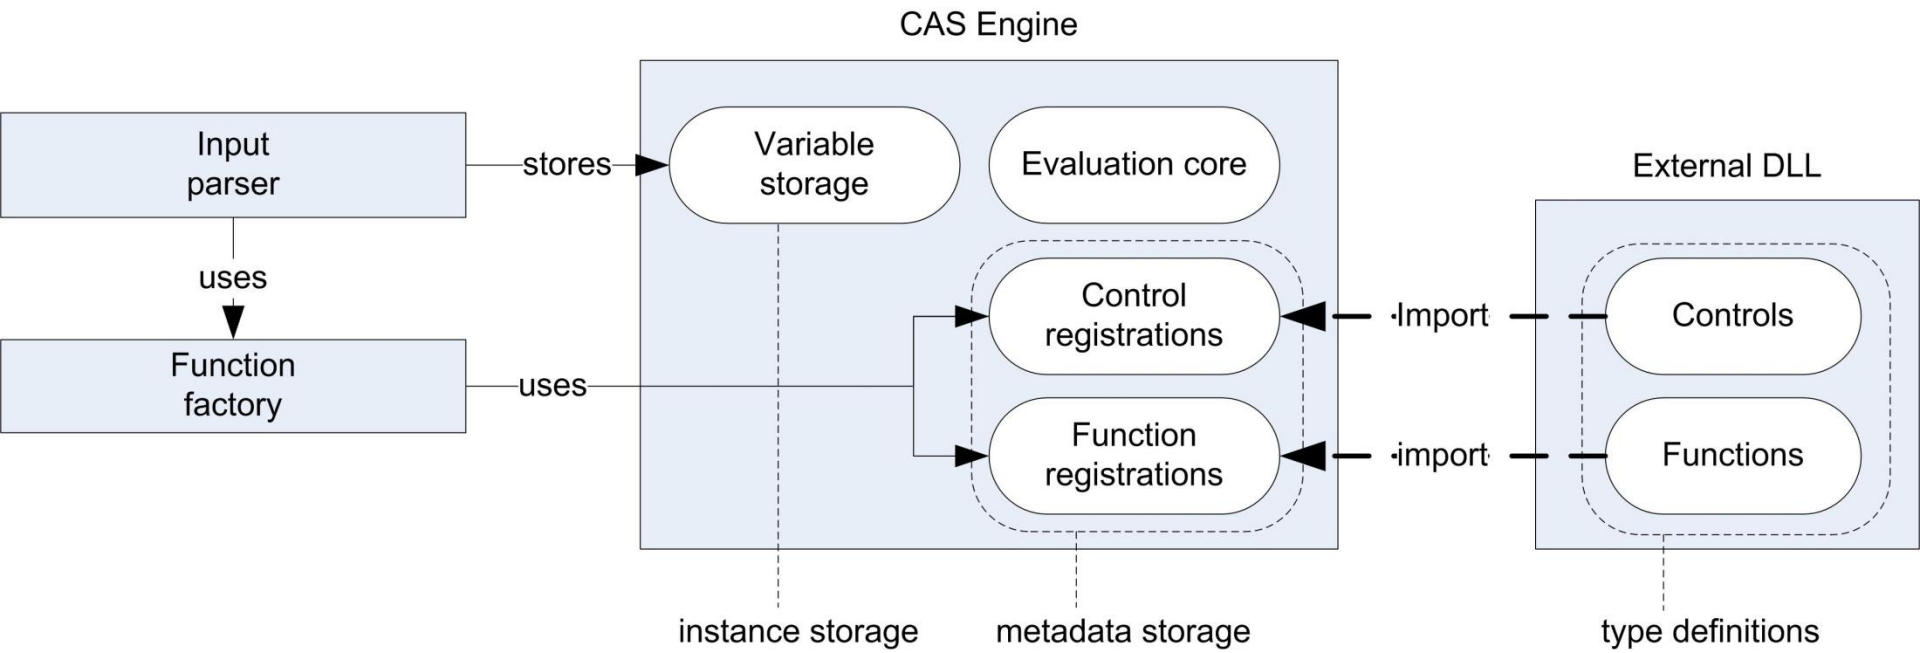 CAS Engine
Input
parser
stores
Variable
storage
Evaluation core
External DLL
uses
Function
factory
uses
Control
registrations
Import
Controls
Function
registrations
import
Functions
instance storage
metadata storage
type definitions